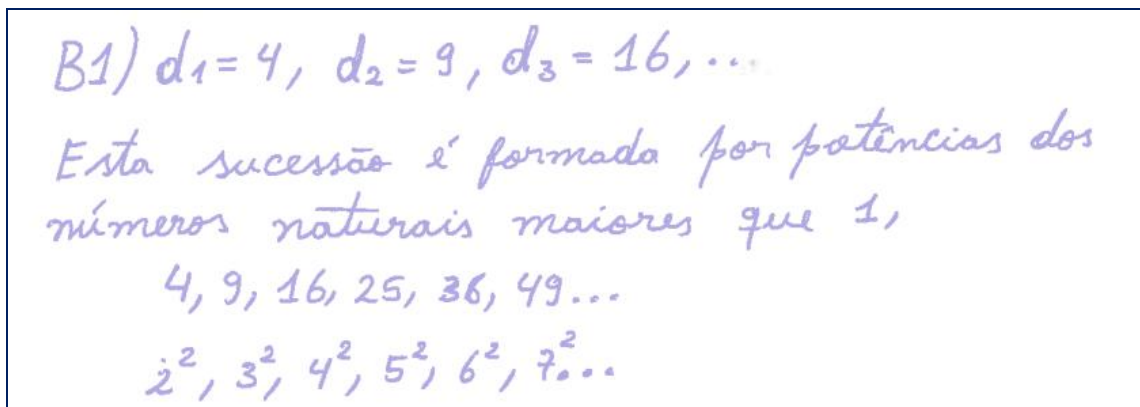 B1) d₁ = 4, d₂ = 9, d₃ = 16, ...
Esta sucessão é formada por potências dos
números naturais maiores que 1,
4, 9, 16, 25, 36, 49...
2², 3², 4², 5², 6², 7²...